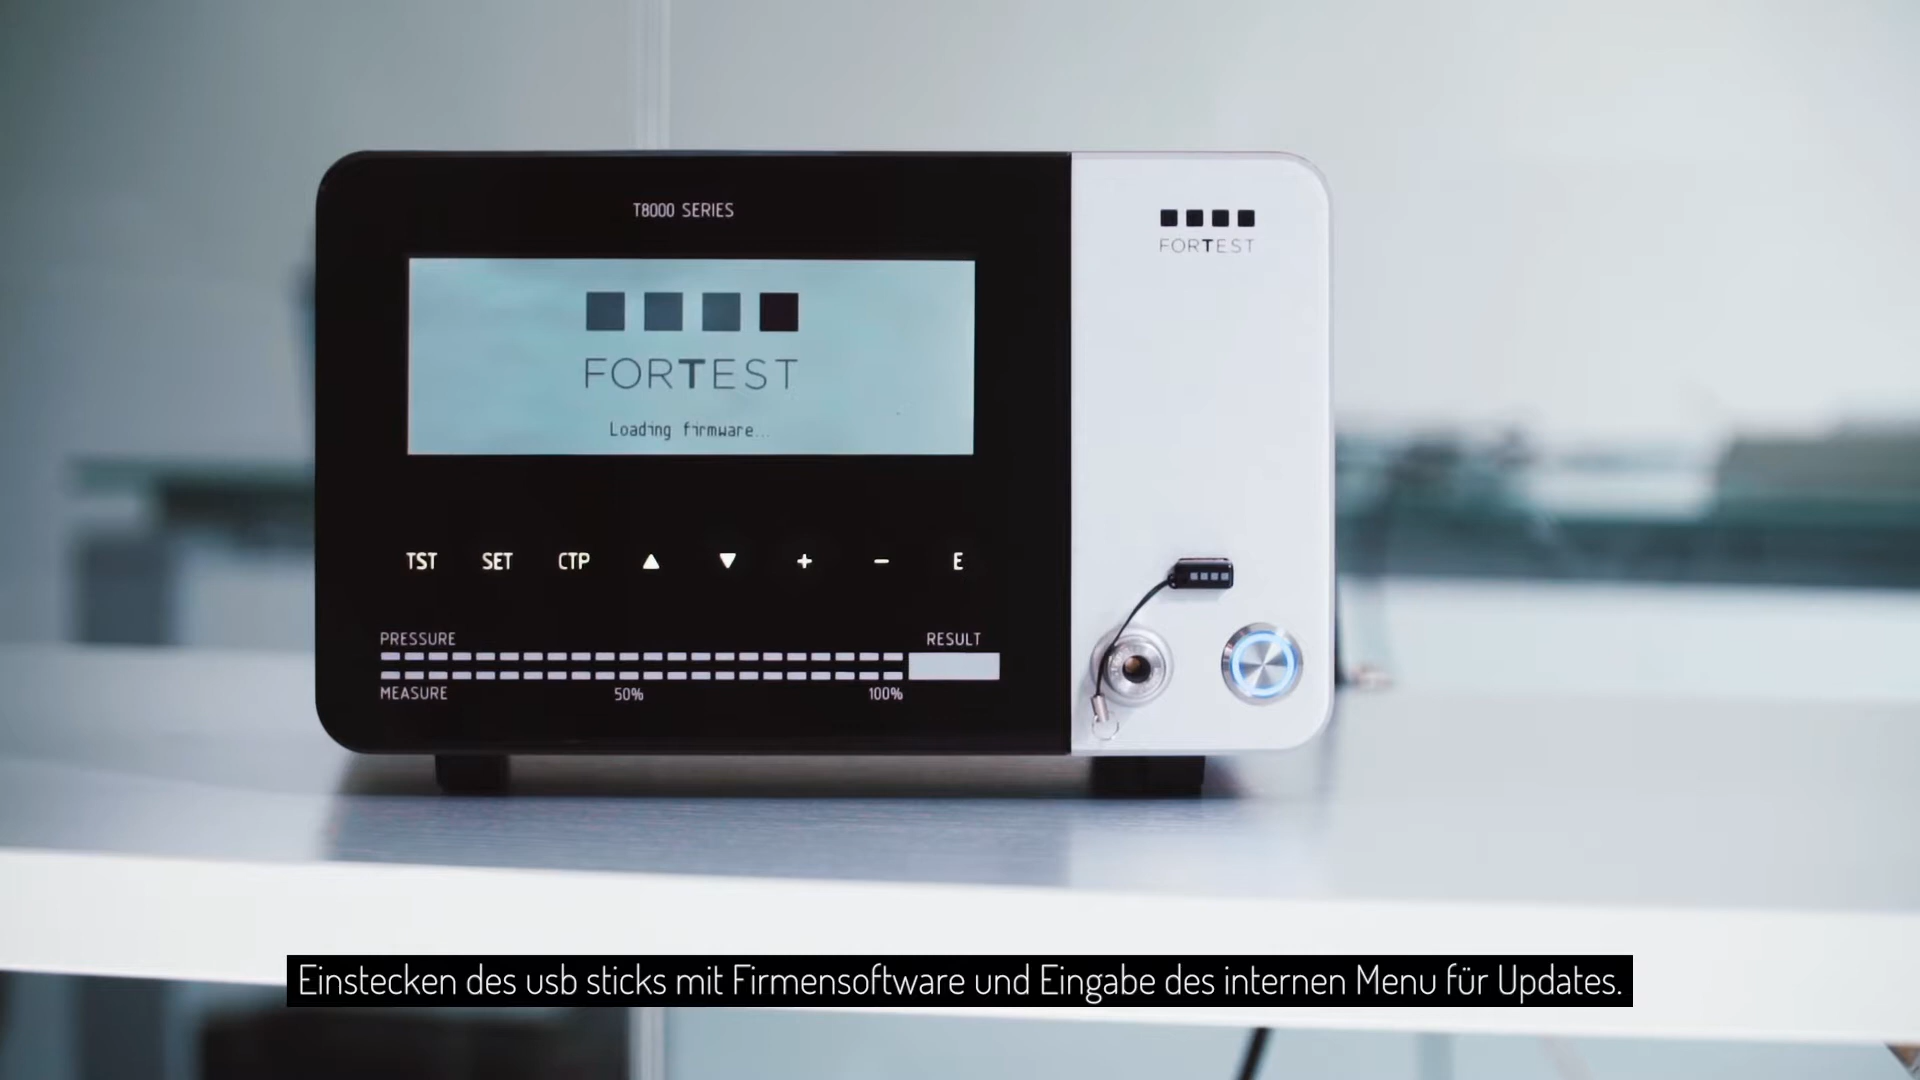 T8000 SERIES
FORTEST
FORTEST
Loading firmware...
TST SET CTP ▲ ▼ + - E
PRESSURE RESULT
MEASURE 50% 100%
Einstecken des usb sticks mit Firmensoftware und Eingabe des internen Menu für Updates.